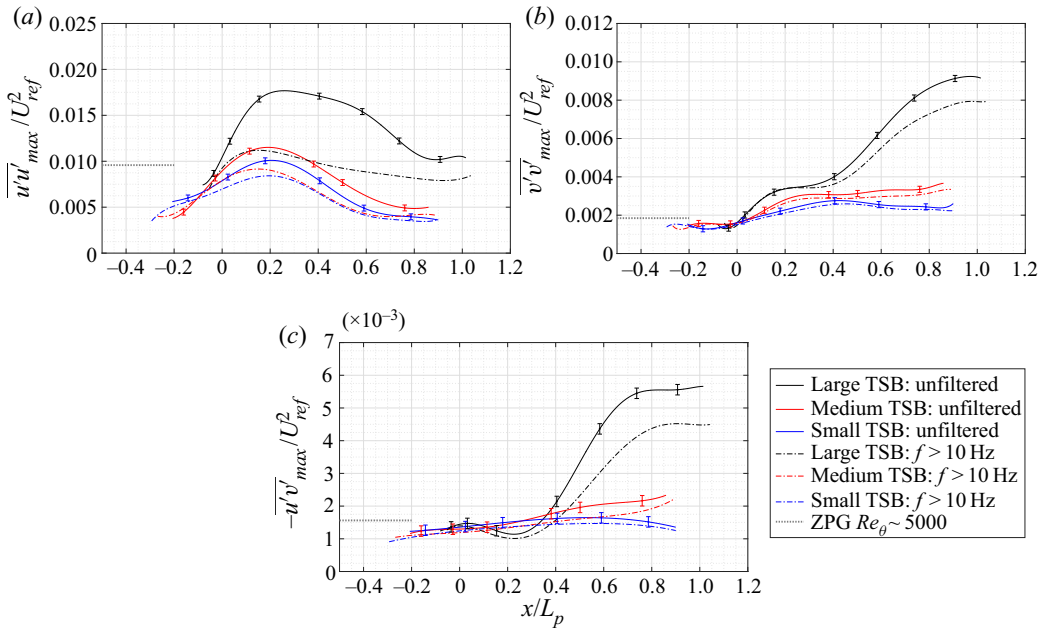 (a)
0.025
0.020
0.015
0.010
0.005
0
u′u′max/U²ref
−0.4 −0.2 0 0.2 0.4 0.6 0.8 1.0 1.2
(b)
0.012
0.010
0.008
0.006
0.004
0.002
0
v′v′max/U²ref
−0.4 −0.2 0 0.2 0.4 0.6 0.8 1.0 1.2
(×10−3)
(c)
7
6
5
4
3
2
1
0
−u′v′max/U²ref
−0.4 −0.2 0 0.2 0.4 0.6 0.8 1.0 1.2
x/Lp
Large TSB: unfiltered
Medium TSB: unfiltered
Small TSB: unfiltered
Large TSB: f > 10 Hz
Medium TSB: f > 10 Hz
Small TSB: f > 10 Hz
ZPG Reθ ~ 5000